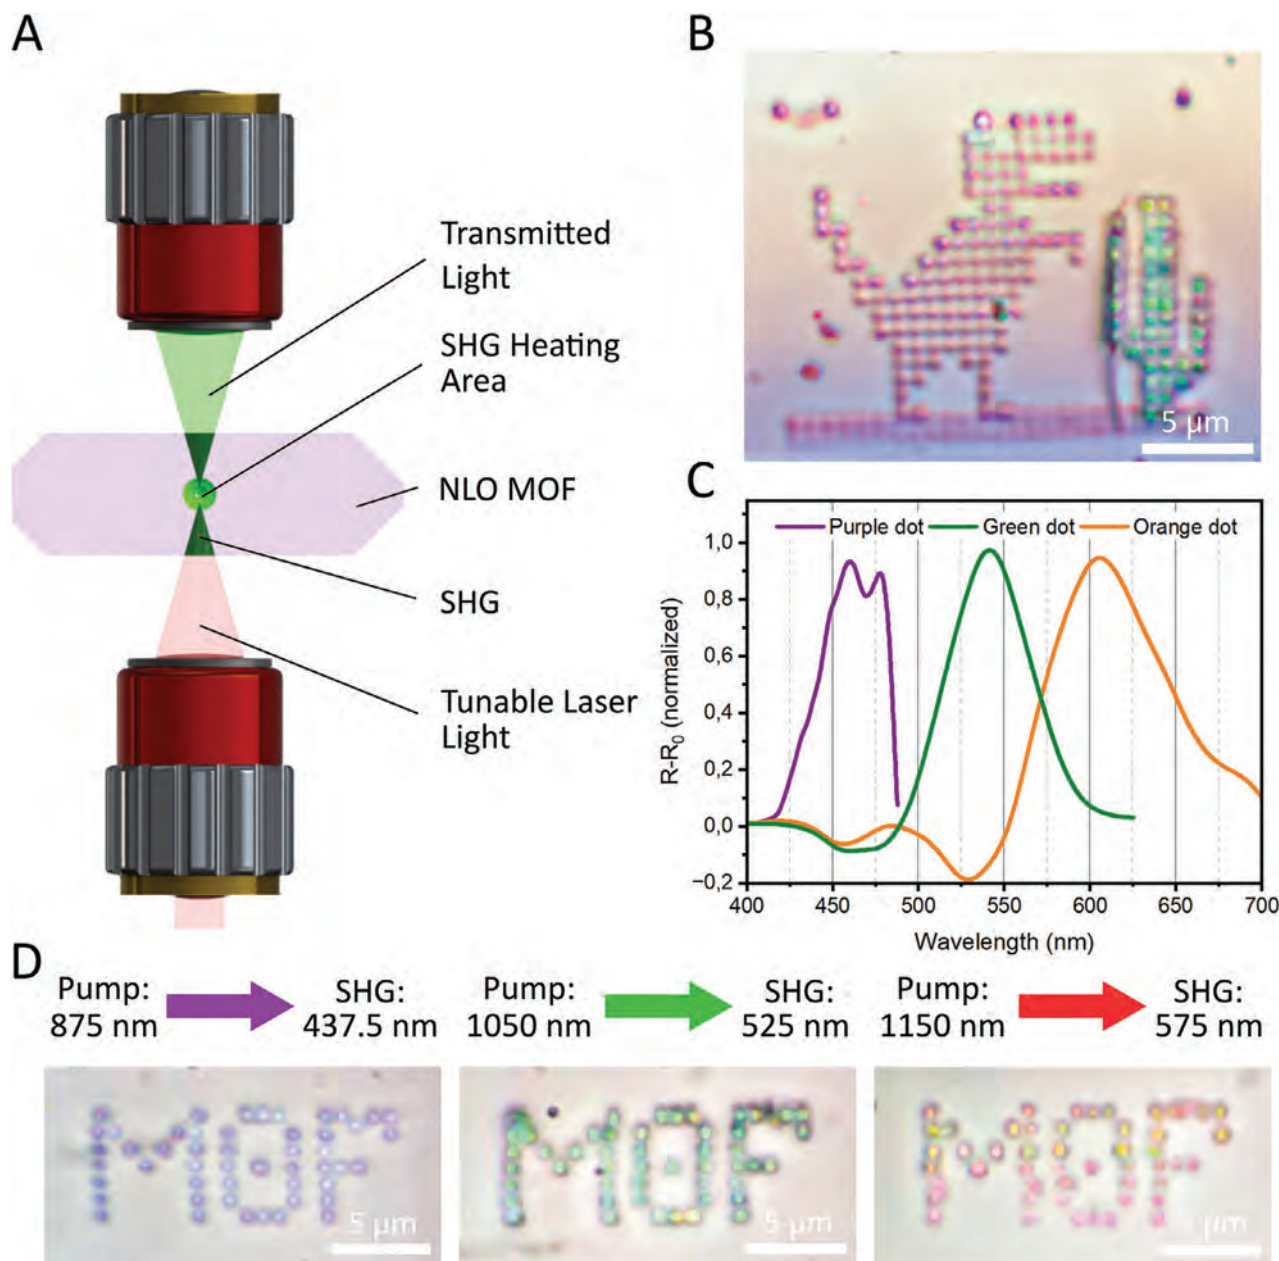 A
Transmitted
Light
SHG Heating
Area
NLO MOF
SHG
Tunable Laser
Light
B
5 μm
C
Purple dot Green dot Orange dot
1,0
0,8
0,6
0,4
0,2
0,0
−0,2
R-R₀ (normalized)
400 450 500 550 600 650 700
Wavelength (nm)
D
Pump:
875 nm
SHG:
437.5 nm
Pump:
1050 nm
SHG:
525 nm
Pump:
1150 nm
SHG:
575 nm
MOF
5 μm
MOF
5 μm
MOF
μm